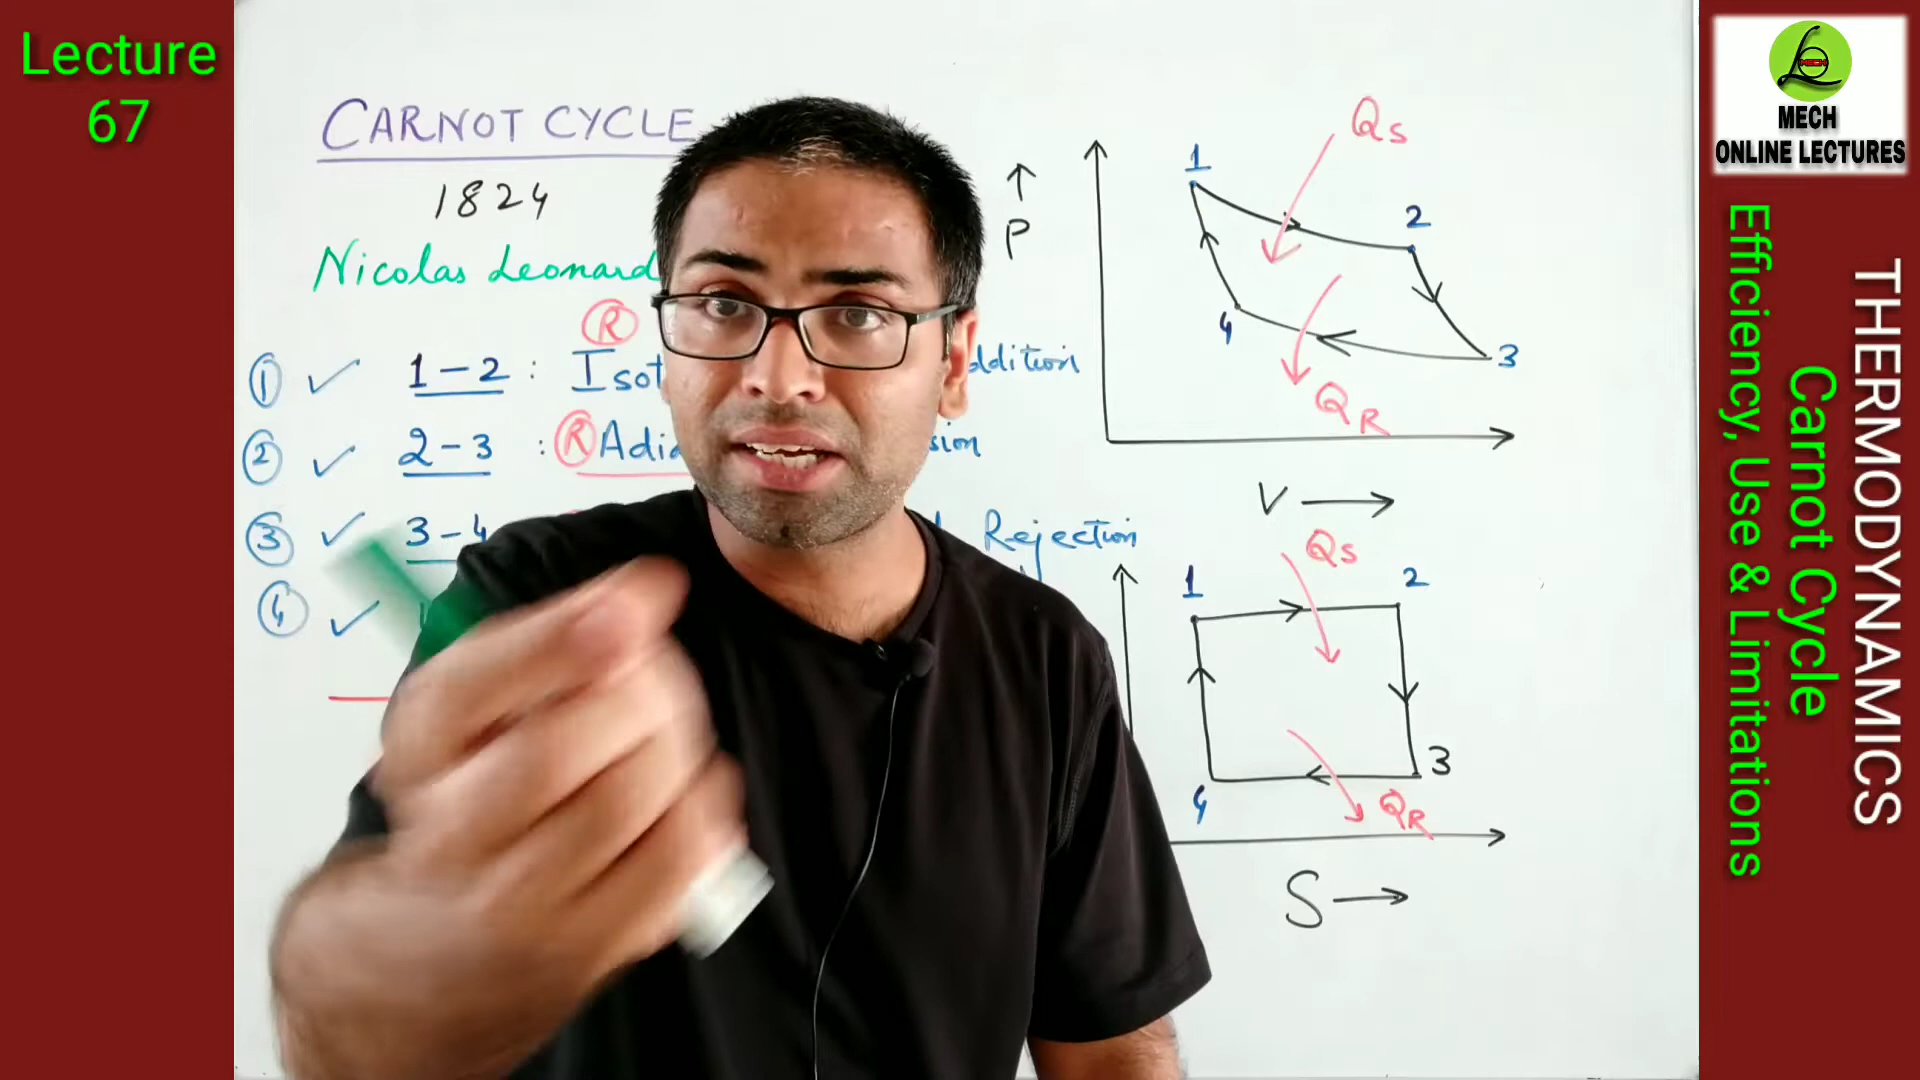 Lecture
67
CARNOT CYCLE
1824
Nicolas Leonard
R
1 ✓ 1-2 : Isot ddition
2 ✓ 2-3 : R Adia sion
3 ✓ 3-4 Rejection
4 ✓
↑
P
1
2
3
4
Qs
QR
V →
1
2
3
4
Qs
QR
S →
MECH
MECH
ONLINE LECTURES
THERMODYNAMICS
Carnot Cycle
Efficiency, Use & Limitations